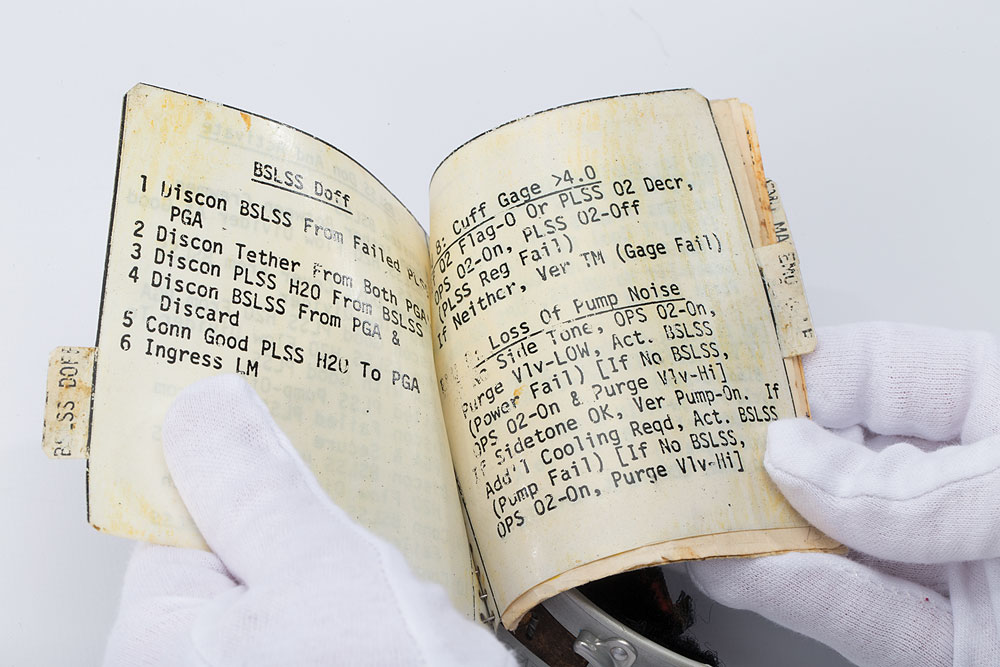 BSLSS Doff
1 Discon BSLSS From Failed
PGA
2 Discon Tether From Both PGA
3 Discon PLSS H2O From BSLSS
4 Discon BSLSS From PGA &
Discard
5 Conn Good PLSS H2O To PGA
6 Ingress LM
BSLSS DOFF
B: Cuff Gage >4.0
O2 Flag-O Or PLSS O2 Decr,
OPS O2-On, PLSS O2-Off
(PLSS Reg Fail)
If Neither, Ver TM (Gage Fail)
Loss Of Pump Noise
Side Tone, OPS O2-On,
Purge Vlv-LOW, Act. BSLSS
(Power Fail) [If No BSLSS,
OPS O2-On & Purge Vlv-Hi]
If Sidetone OK, Ver Pump-On. If
Add'l Cooling Reqd, Act. BSLSS
(Pump Fail) [If No BSLSS,
OPS O2-On, Purge Vlv-Hi]